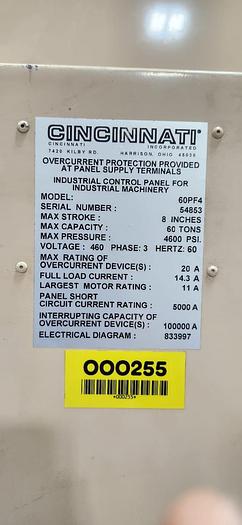 CINCINNATI®
CINCINNATI INCORPORATED
7420 KILBY RD. HARRISON, OHIO 45030
OVERCURRENT PROTECTION PROVIDED
AT PANEL SUPPLY TERMINALS
INDUSTRIAL CONTROL PANEL FOR
INDUSTRIAL MACHINERY
MODEL: 60PF4
SERIAL NUMBER: 54853
MAX STROKE: 8 INCHES
MAX CAPACITY: 60 TONS
MAX PRESSURE: 4600 PSI.
VOLTAGE: 460 PHASE: 3 HERTZ: 60
MAX RATING OF
OVERCURRENT DEVICE(S): 20 A
FULL LOAD CURRENT: 14.3 A
LARGEST MOTOR RATING: 11 A
PANEL SHORT
CIRCUIT CURRENT RATING: 5000 A
INTERRUPTING CAPACITY OF
OVERCURRENT DEVICE(S): 100000 A
ELECTRICAL DIAGRAM: 833997
000255
*000255*